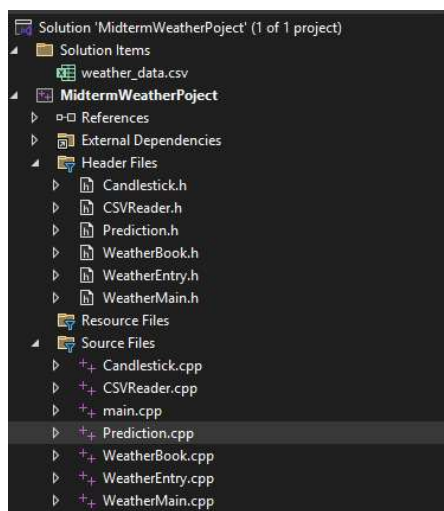 Solution 'MidtermWeatherPoject' (1 of 1 project)
Solution Items
weather_data.csv
MidtermWeatherPoject
References
External Dependencies
Header Files
Candlestick.h
CSVReader.h
Prediction.h
WeatherBook.h
WeatherEntry.h
WeatherMain.h
Resource Files
Source Files
Candlestick.cpp
CSVReader.cpp
main.cpp
Prediction.cpp
WeatherBook.cpp
WeatherEntry.cpp
WeatherMain.cpp